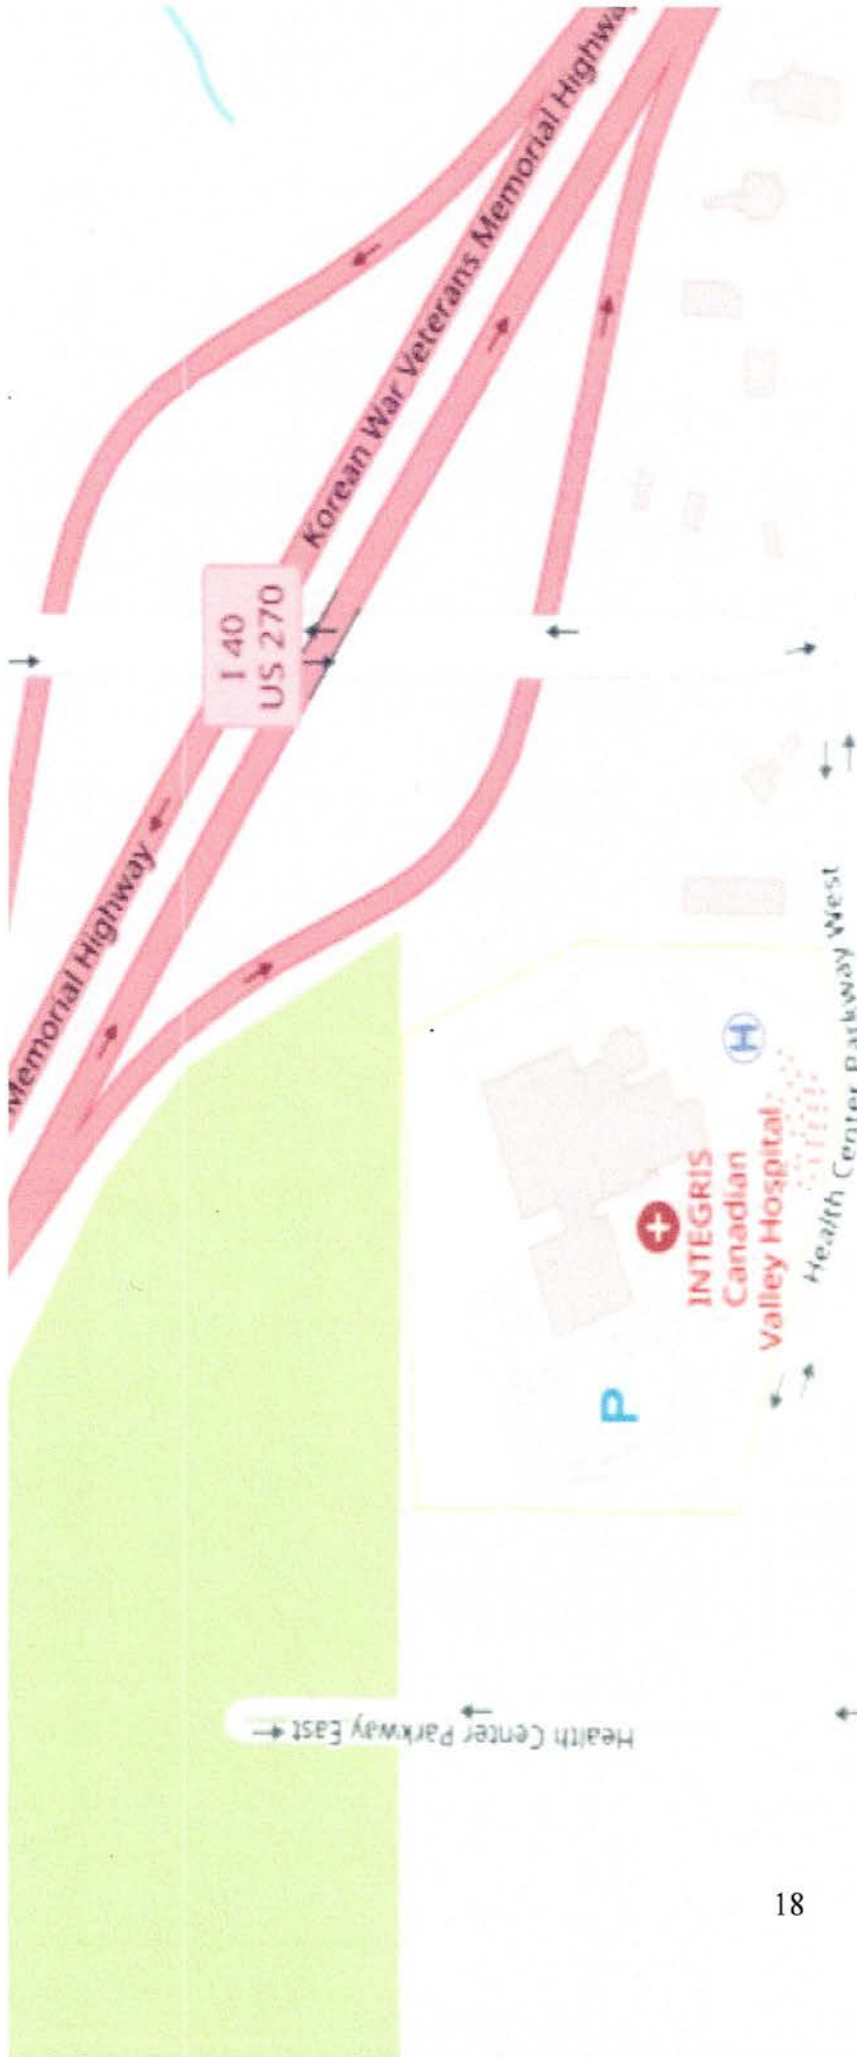 Korean War Veterans Memorial Highway
I 40
US 270
Memorial Highway
H
INTEGRIS
Canadian
Valley Hospital
P
Health Center Parkway West
Health Center Parkway East
18